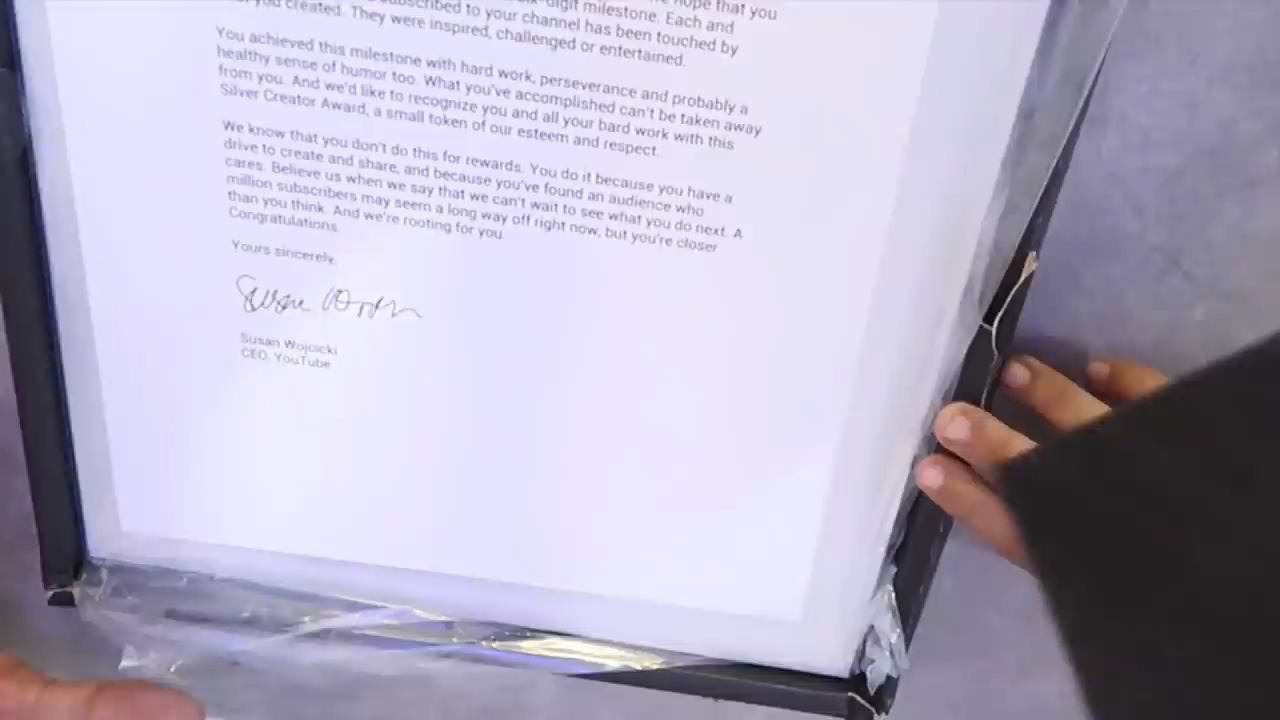 hope that you
-digit milestone. Each and
subscribed to your channel has been touched by
you created. They were inspired, challenged or entertained.
You achieved this milestone with hard work, perseverance and probably a
healthy sense of humor too. What you've accomplished can't be taken away
from you. And we'd like to recognize you and all your hard work with this
Silver Creator Award, a small token of our esteem and respect.
We know that you don't do this for rewards. You do it because you have a
drive to create and share, and because you've found an audience who
cares. Believe us when we say that we can't wait to see what you do next. A
million subscribers may seem a long way off right now, but you're closer
than you think. And we're rooting for you.
Congratulations.
Yours sincerely,
Susan Wojcicki
CEO, YouTube